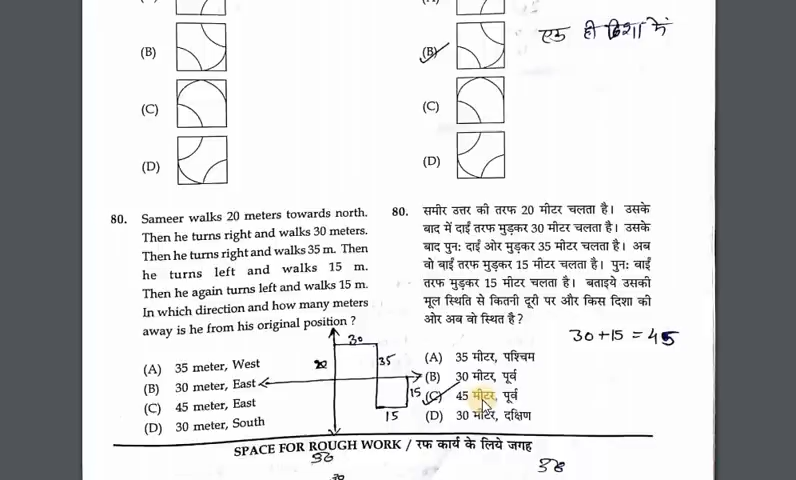 (B)
(C)
(D)
(B)
(C)
(D)
एक ही दिशा में
80. Sameer walks 20 meters towards north.
Then he turns right and walks 30 meters.
Then he turns right and walks 35 m. Then
he turns left and walks 15 m.
Then he again turns left and walks 15 m.
In which direction and how many meters
away is he from his original position ?
(A) 35 meter, West
(B) 30 meter, East
(C) 45 meter, East
(D) 30 meter, South
30
20
35
15
15
80. समीर उत्तर की तरफ 20 मीटर चलता है। उसके
बाद में दाईं तरफ मुड़कर 30 मीटर चलता है। उसके
बाद पुनः दाईं ओर मुड़कर 35 मीटर चलता है। अब
वो बाईं तरफ मुड़कर 15 मीटर चलता है। पुनः बाईं
तरफ मुड़कर 15 मीटर चलता है। बताइये उसकी
मूल स्थिति से कितनी दूरी पर और किस दिशा की
ओर अब वो स्थित है ?
30 + 15 = 45
(A) 35 मीटर, पश्चिम
(B) 30 मीटर, पूर्व
(C) 45 मीटर, पूर्व
(D) 30 मीटर, दक्षिण
SPACE FOR ROUGH WORK / रफ कार्य के लिये जगह